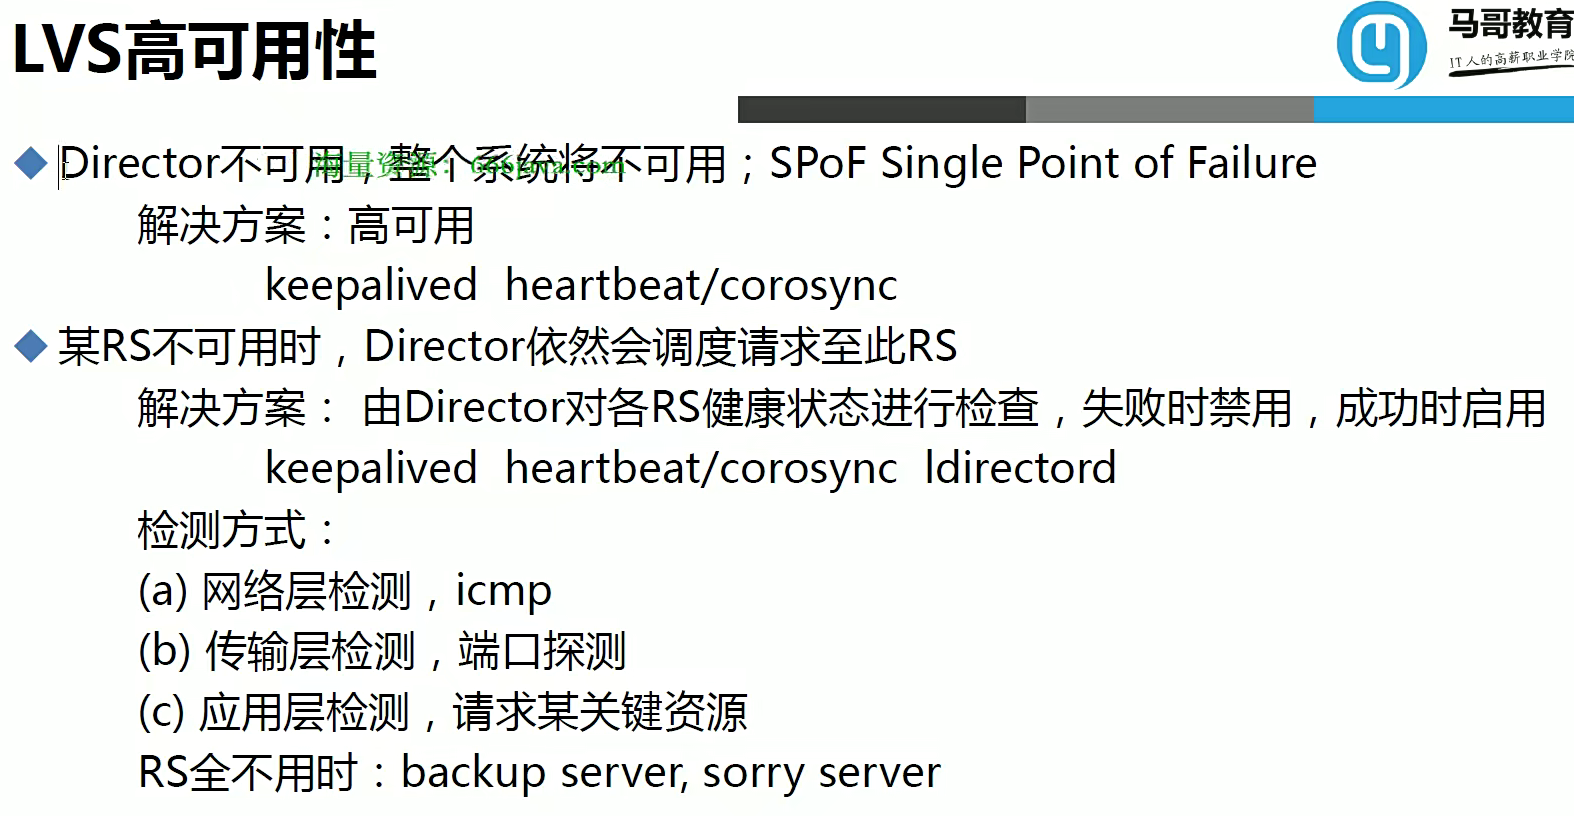 LVS高可用性
马哥教育
IT人的高薪职业学院
Director不可用，整个系统将不可用；SPoF Single Point of Failure
海量资源：666java.com
解决方案：高可用
keepalived heartbeat/corosync
某RS不可用时，Director依然会调度请求至此RS
解决方案： 由Director对各RS健康状态进行检查，失败时禁用，成功时启用
keepalived heartbeat/corosync ldirectord
检测方式：
(a) 网络层检测，icmp
(b) 传输层检测，端口探测
(c) 应用层检测，请求某关键资源
RS全不用时：backup server, sorry server